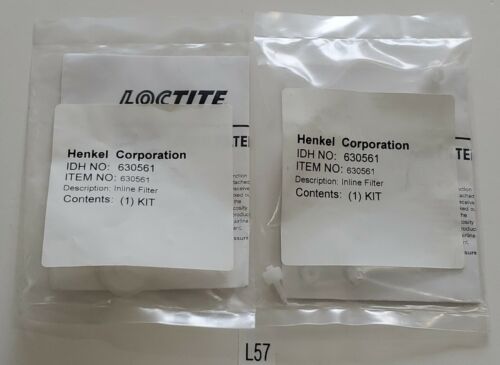 LOCTITE
Henkel Corporation
IDH NO: 630561
ITEM NO: 630561
Description: Inline Filter
Contents: (1) KIT
Henkel Corporation
IDH NO: 630561
ITEM NO: 630561
Description: Inline Filter
Contents: (1) KIT
L57